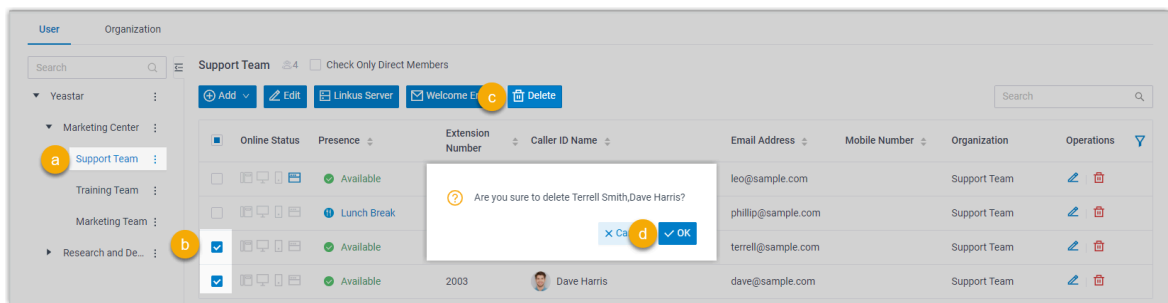 User Organization
Search
Support Team 4 Check Only Direct Members
Yeastar
Add Edit Linkus Server Welcome c Delete Search
Marketing Center
Online Status Presence Extension Number Caller ID Name Email Address Mobile Number Organization Operations
a Support Team
Available leo@sample.com Support Team
Training Team
Are you sure to delete Terrell Smith,Dave Harris?
Lunch Break phillip@sample.com Support Team
Marketing Team
d OK
b Available terrell@sample.com Support Team
Research and De...
Available 2003 Dave Harris dave@sample.com Support Team